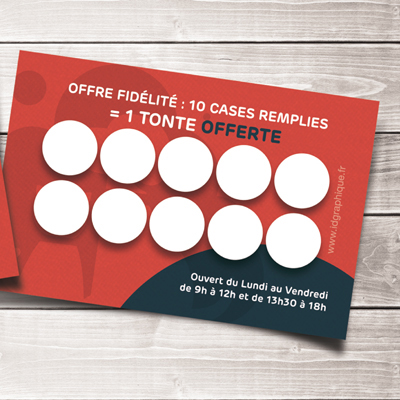 OFFRE FIDÉLITÉ : 10 CASES REMPLIES
= 1 TONTE OFFERTE
www.idgraphique.fr
Ouvert du Lundi au Vendredi
de 9h à 12h et de 13h30 à 18h